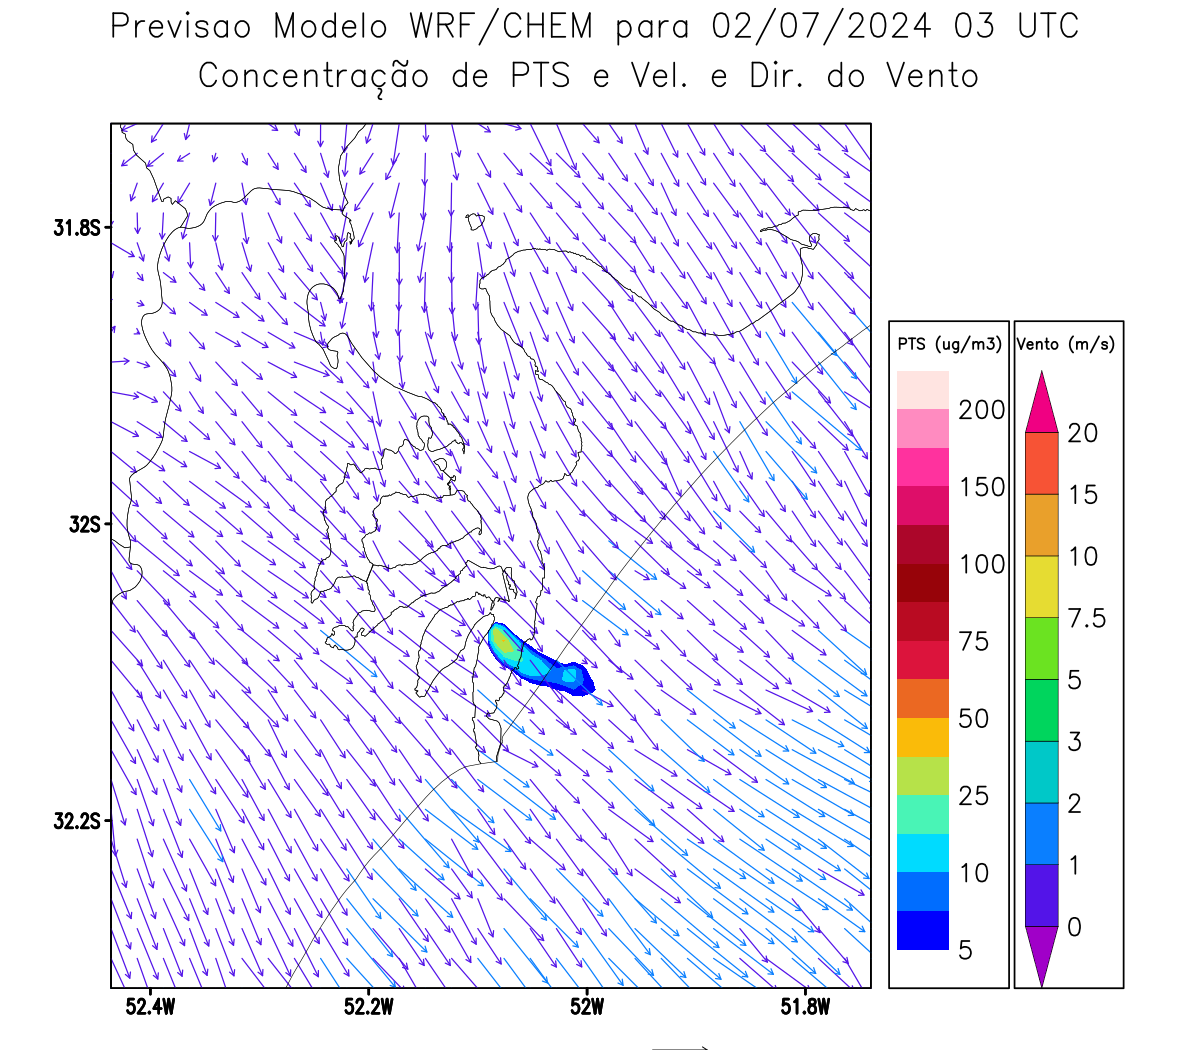 Previsao Modelo WRF/CHEM para 02/07/2024 03 UTC
Concentração de PTS e Vel. e Dir. do Vento
31.8S
32S
32.2S
52.4W
52.2W
52W
51.8W
PTS (ug/m3)
200
150
100
75
50
25
10
5
Vento (m/s)
20
15
10
7.5
5
3
2
1
0